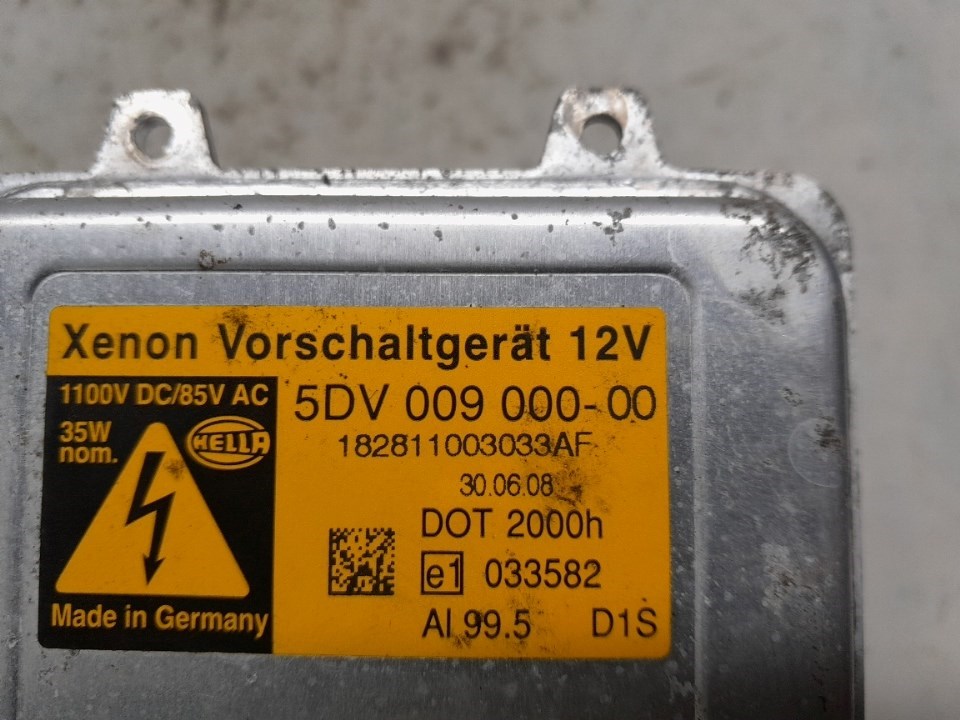 Xenon Vorschaltgerät 12V
1100V DC/85V AC
35W
nom.
HELLA
Made in Germany
5DV 009 000-00
182811003033AF
30.06.08
DOT 2000h
e1 033582
Al 99.5 D1S